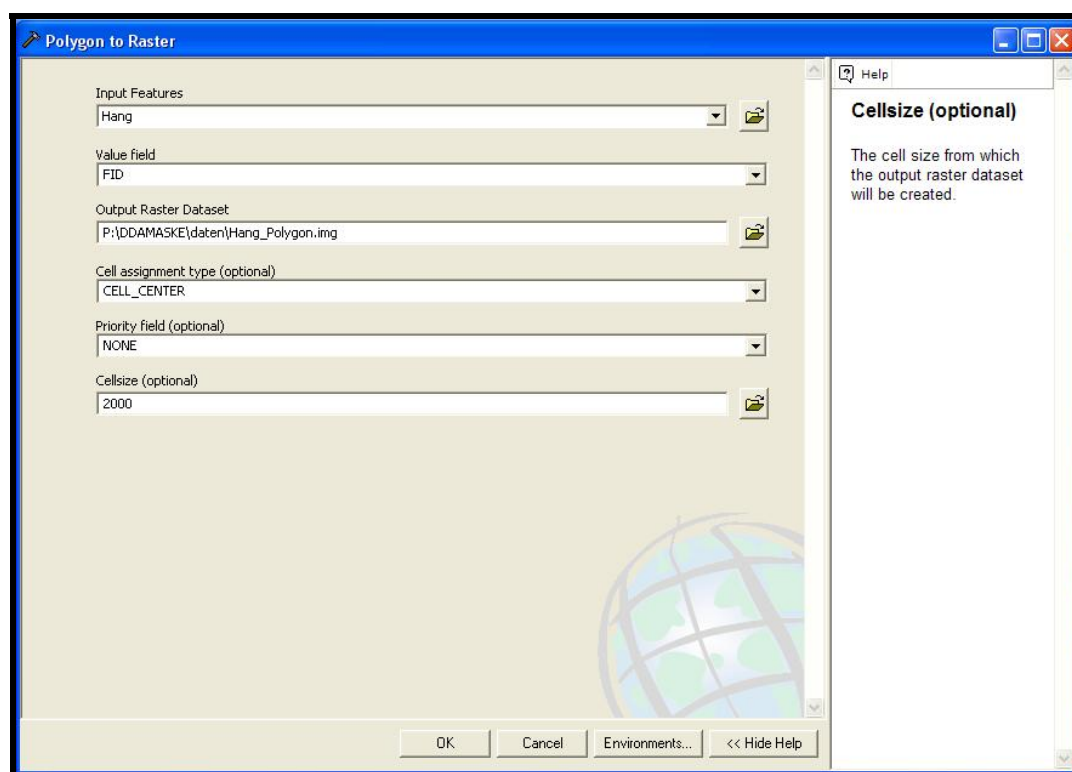 Polygon to Raster
Input Features
Hang
Value field
FID
Output Raster Dataset
P:\DDAMASKE\daten\Hang_Polygon.img
Cell assignment type (optional)
CELL_CENTER
Priority field (optional)
NONE
Cellsize (optional)
2000
OK
Cancel
Environments...
<< Hide Help
Help
Cellsize (optional)
The cell size from which
the output raster dataset
will be created.